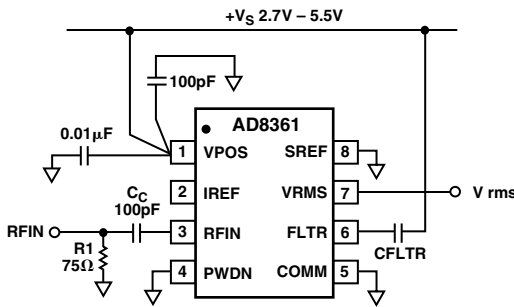 +VS 2.7V – 5.5V
100pF
0.01µF
AD8361
1 VPOS SREF 8
2 IREF VRMS 7 V rms
CC
100pF
RFIN 3 RFIN FLTR 6
CFLTR
R1
75Ω
4 PWDN COMM 5